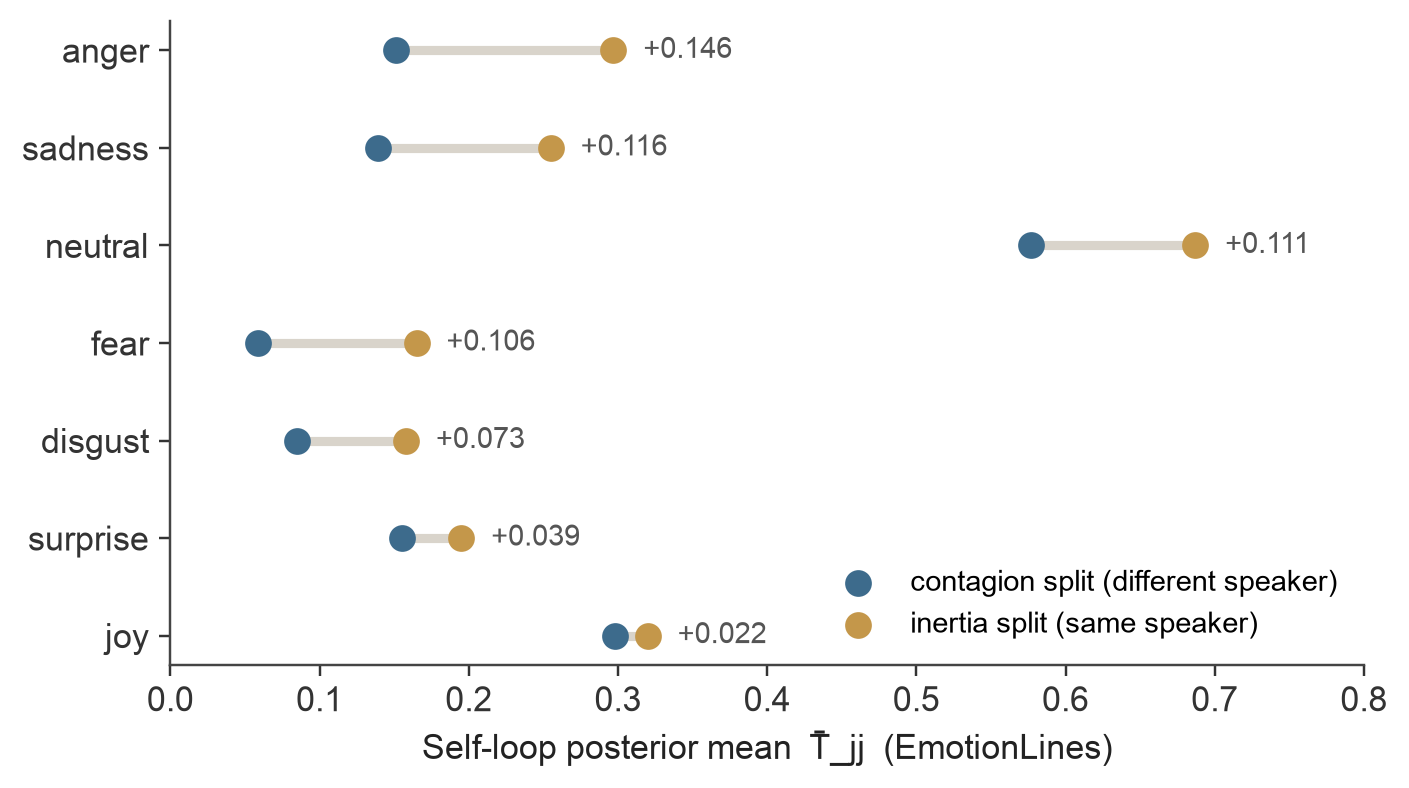 anger
+0.146
sadness
+0.116
neutral
+0.111
fear
+0.106
disgust
+0.073
surprise
+0.039
contagion split (different speaker)
inertia split (same speaker)
joy
+0.022
0.0 0.1 0.2 0.3 0.4 0.5 0.6 0.7 0.8
Self-loop posterior mean T̄_jj (EmotionLines)